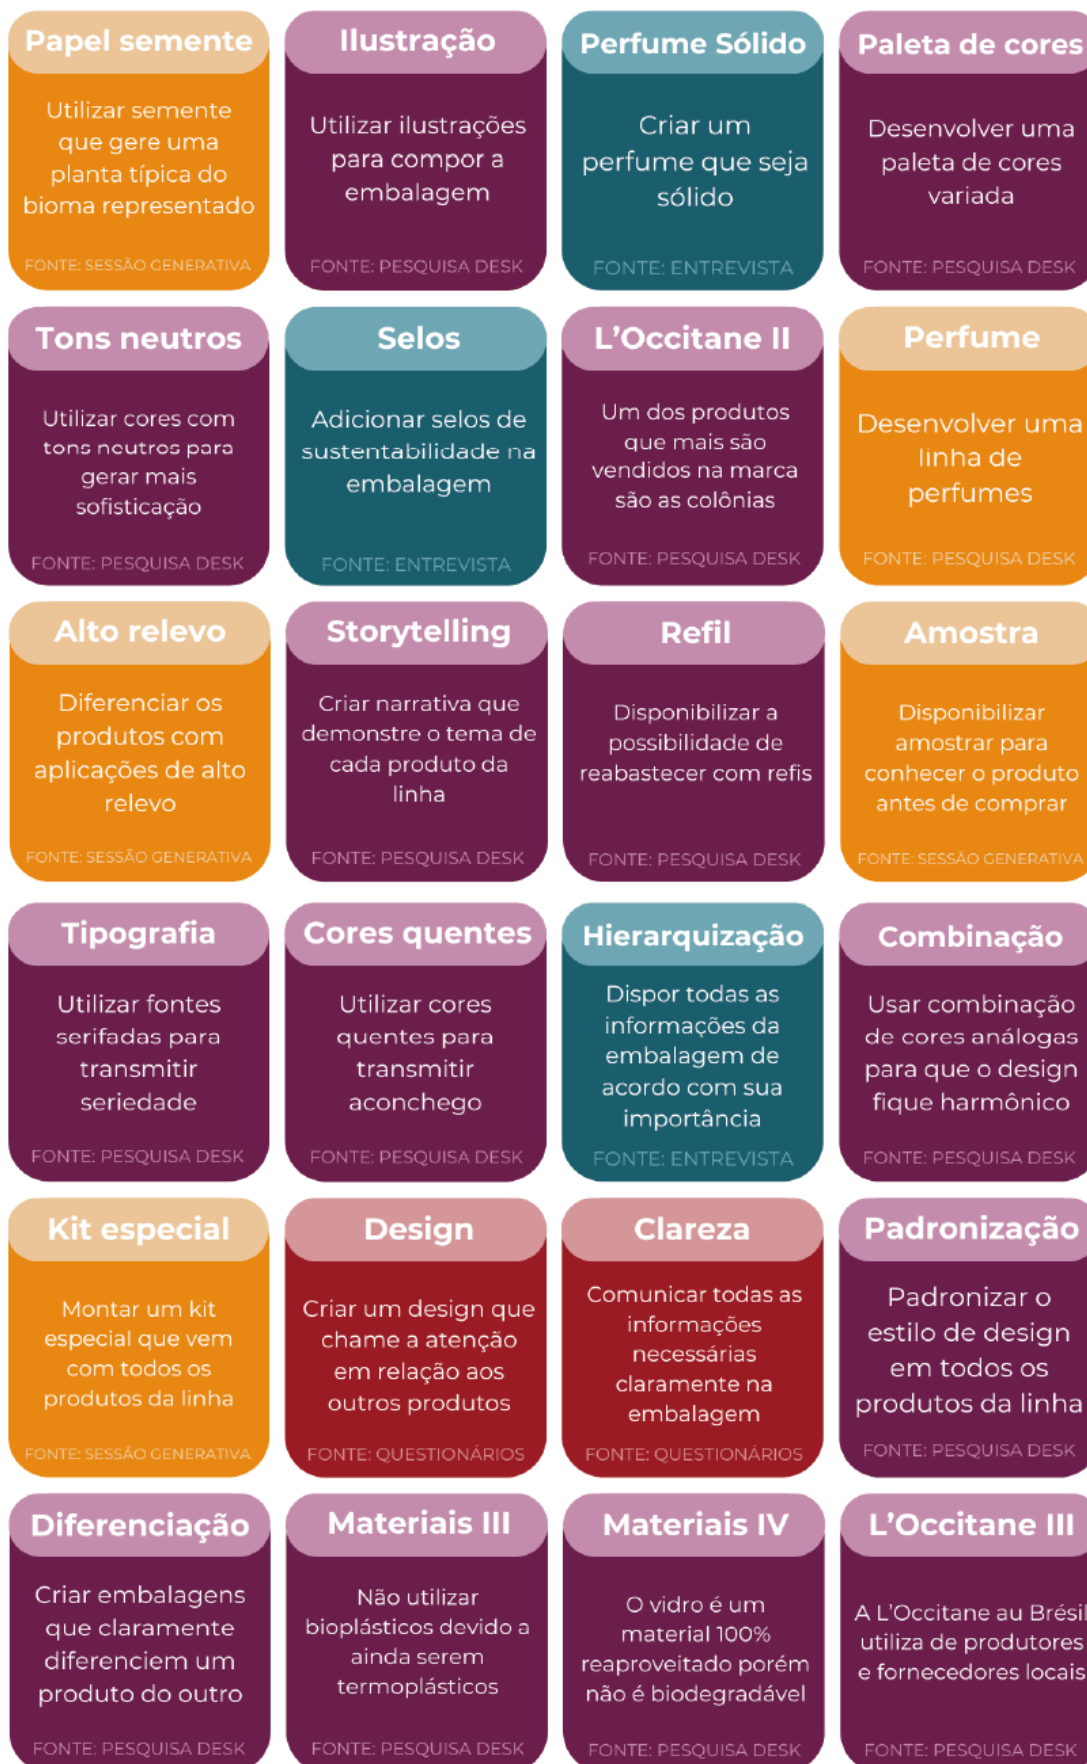 Papel semente
Utilizar semente
que gere uma
planta típica do
bioma representado
FONTE: SESSÃO GENERATIVA
Ilustração
Utilizar ilustrações
para compor a
embalagem
FONTE: PESQUISA DESK
Perfume Sólido
Criar um
perfume que seja
sólido
FONTE: ENTREVISTA
Paleta de cores
Desenvolver uma
paleta de cores
variada
FONTE: PESQUISA DESK
Tons neutros
Utilizar cores com
tons neutros para
gerar mais
sofisticação
FONTE: PESQUISA DESK
Selos
Adicionar selos de
sustentabilidade na
embalagem
FONTE: ENTREVISTA
L'Occitane II
Um dos produtos
que mais são
vendidos na marca
são as colônias
FONTE: PESQUISA DESK
Perfume
Desenvolver uma
linha de
perfumes
FONTE: PESQUISA DESK
Alto relevo
Diferenciar os
produtos com
aplicações de alto
relevo
FONTE: SESSÃO GENERATIVA
Storytelling
Criar narrativa que
demonstre o tema de
cada produto da
linha
FONTE: PESQUISA DESK
Refil
Disponibilizar a
possibilidade de
reabastecer com refis
FONTE: PESQUISA DESK
Amostra
Disponibilizar
amostrar para
conhecer o produto
antes de comprar
FONTE: SESSÃO GENERATIVA
Tipografia
Utilizar fontes
serifadas para
transmitir
seriedade
FONTE: PESQUISA DESK
Cores quentes
Utilizar cores
quentes para
transmitir
aconchego
FONTE: PESQUISA DESK
Hierarquização
Dispor todas as
informações da
embalagem de
acordo com sua
importância
FONTE: ENTREVISTA
Combinação
Usar combinação
de cores análogas
para que o design
fique harmônico
FONTE: PESQUISA DESK
Kit especial
Montar um kit
especial que vem
com todos os
produtos da linha
FONTE: SESSÃO GENERATIVA
Design
Criar um design que
chame a atenção
em relação aos
outros produtos
FONTE: QUESTIONÁRIOS
Clareza
Comunicar todas as
informações
necessárias
claramente na
embalagem
FONTE: QUESTIONÁRIOS
Padronização
Padronizar o
estilo de design
em todos os
produtos da linha
FONTE: PESQUISA DESK
Diferenciação
Criar embalagens
que claramente
diferenciem um
produto do outro
FONTE: PESQUISA DESK
Materiais III
Não utilizar
bioplásticos devido a
ainda serem
termoplásticos
FONTE: PESQUISA DESK
Materiais IV
O vidro é um
material 100%
reaproveitado porém
não é biodegradável
FONTE: PESQUISA DESK
L'Occitane III
A L'Occitane au Brésil
utiliza de produtores
e fornecedores locais
FONTE: PESQUISA DESK